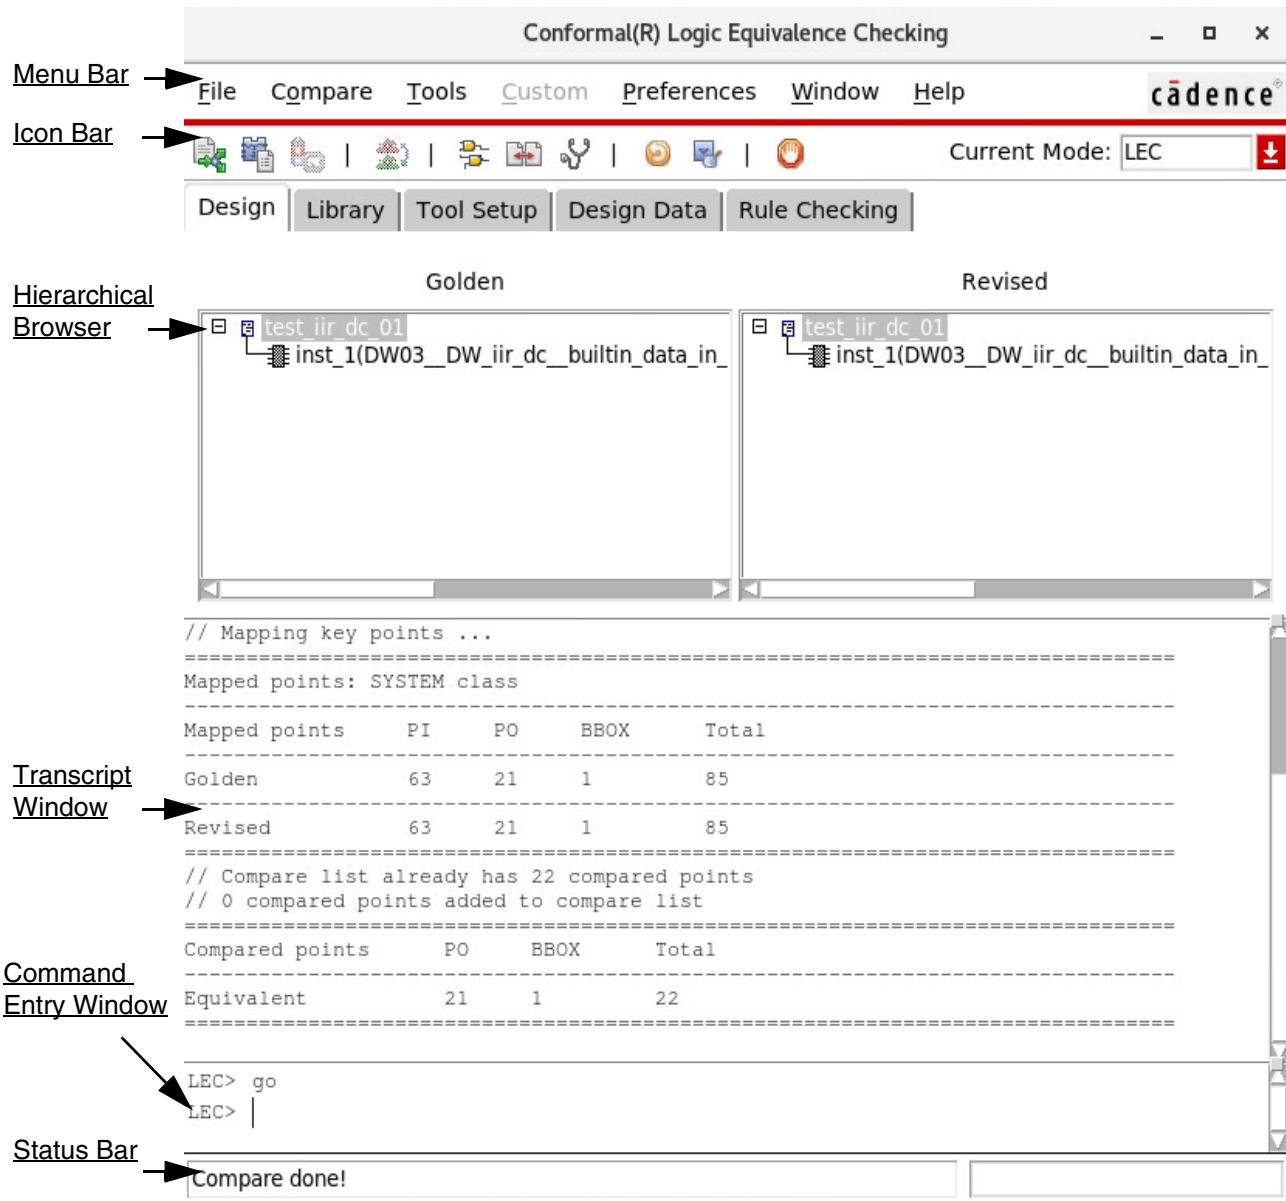 Conformal(R) Logic Equivalence Checking
Menu Bar
File Compare Tools Custom Preferences Window Help
cādence®
Icon Bar
Current Mode: LEC
Design Library Tool Setup Design Data Rule Checking
Golden Revised
Hierarchical
Browser
test_iir_dc_01
inst_1(DW03__DW_iir_dc__builtin_data_in_
test_iir_dc_01
inst_1(DW03__DW_iir_dc__builtin_data_in_
// Mapping key points ...
================================================================================
Mapped points: SYSTEM class
--------------------------------------------------------------------------------
Mapped points PI PO BBOX Total
--------------------------------------------------------------------------------
Golden 63 21 1 85
--------------------------------------------------------------------------------
Revised 63 21 1 85
================================================================================
Transcript
Window
// Compare list already has 22 compared points
// 0 compared points added to compare list
================================================================================
Compared points PO BBOX Total
--------------------------------------------------------------------------------
Equivalent 21 1 22
================================================================================
Command
Entry Window
LEC> go
LEC>
Status Bar
Compare done!